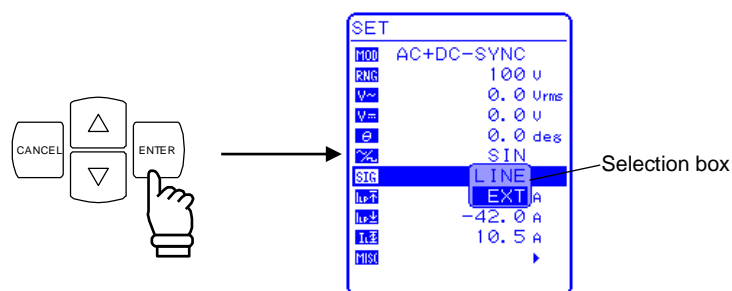 CANCEL
ENTER
SET
MOD AC+DC-SYNC
RNG 100 V
V~ 0.0 Vrms
V⎓ 0.0 V
θ 0.0 deg
SIN
SIG LINE
EXT A
-42.0 A
10.5 A
MISC
Selection box